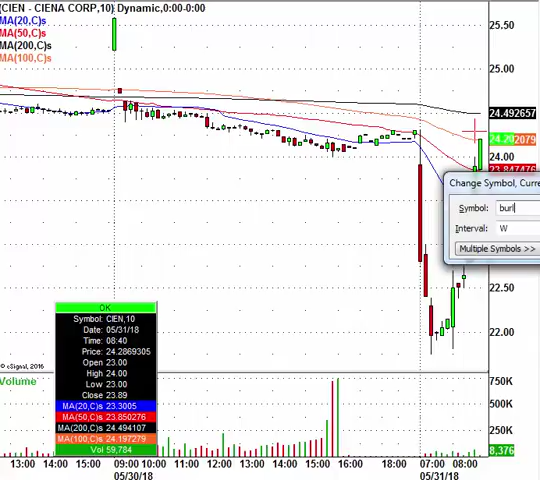 (CIEN - CIENA CORP,10) Dynamic,0:00-0:00
MA(20,C)s
MA(50,C)s
MA(200,C)s
MA(100,C)s
25.50
25.00
24.492657
24.20
2079
24.00
23.847476
Change Symbol, Curre
Symbol: burl
Interval: W
Multiple Symbols >>
22.50
22.00
OK
Symbol: CIEN,10
Date: 05/31/18
Time: 08:40
Price: 24.2869305
Open 23.00
High 24.00
Low 23.00
Close 23.89
MA(20,C)s 23.3005
MA(50,C)s 23.850276
MA(200,C)s 24.494107
MA(100,C)s 24.197279
Vol 59,784
© eSignal, 2016
Volume
750K
500K
250K
8,376
13:00 14:00 15:00 09:00 10:00 11:00 12:00 13:00 14:00 15:00 16:00 07:00 08:00
05/30/18 05/31/18